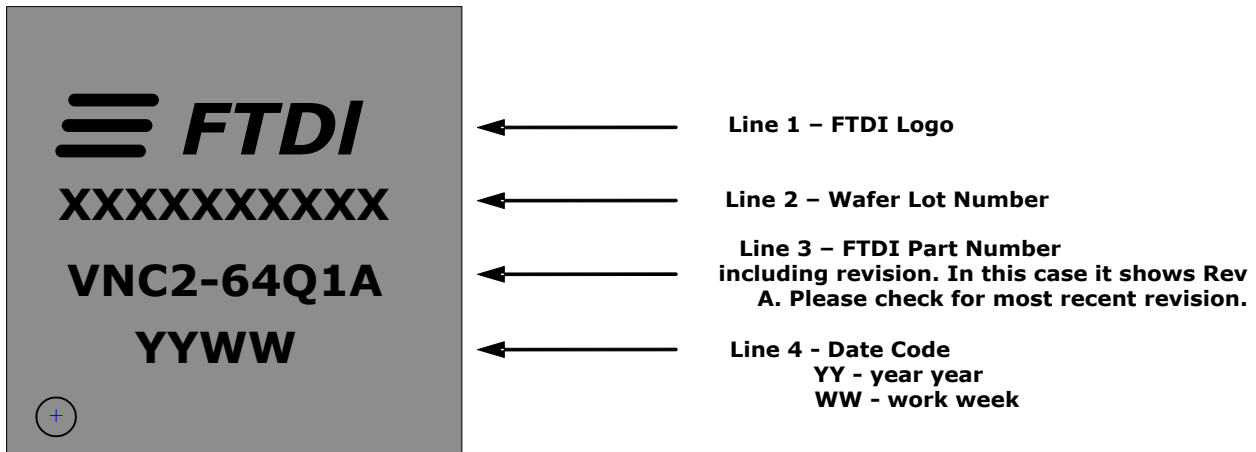 FTDI
XXXXXXXXXX
VNC2-64Q1A
YYWW
Line 1 – FTDI Logo
Line 2 – Wafer Lot Number
Line 3 – FTDI Part Number
including revision. In this case it shows Rev
A. Please check for most recent revision.
Line 4 - Date Code
YY - year year
WW - work week